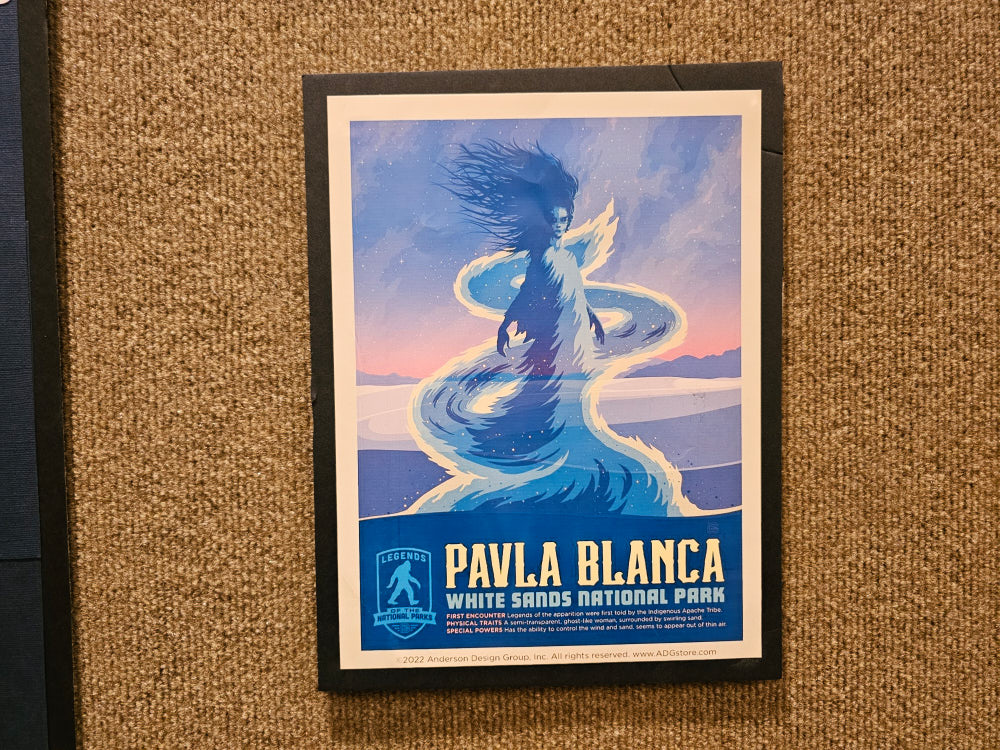 PAVLA BLANCA
WHITE SANDS NATIONAL PARK
FIRST ENCOUNTER Legends of the apparition were first told by the Indigenous Apache Tribe.
PHYSICAL TRAITS A semi-transparent, ghost-like woman, surrounded by swirling sand.
SPECIAL POWERS Has the ability to control the wind and sand, seems to appear out of thin air.
LEGENDS
OF THE
NATIONAL PARKS
©2022 Anderson Design Group, Inc. All rights reserved. www.ADGstore.com